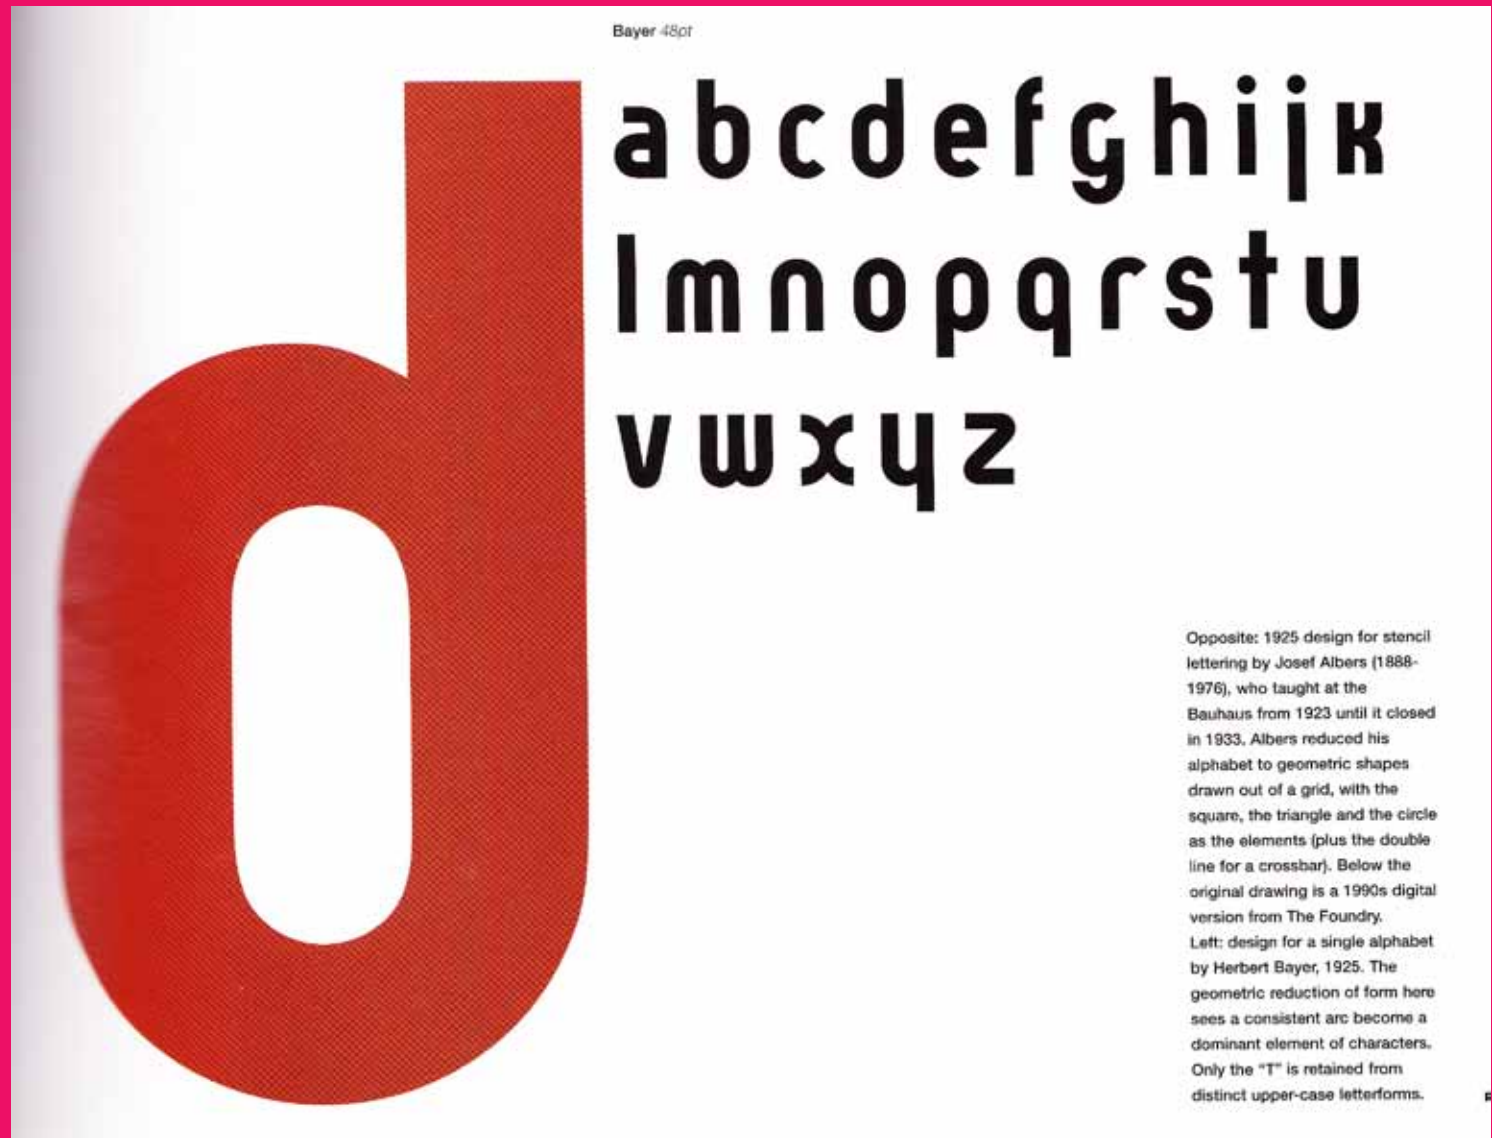 Bayer 48pt
d
abcdefghijk
lmnopqrstu
vwxyz
Opposite: 1925 design for stencil
lettering by Josef Albers (1888-
1976), who taught at the
Bauhaus from 1923 until it closed
in 1933. Albers reduced his
alphabet to geometric shapes
drawn out of a grid, with the
square, the triangle and the circle
as the elements (plus the double
line for a crossbar). Below the
original drawing is a 1990s digital
version from The Foundry.
Left: design for a single alphabet
by Herbert Bayer, 1925. The
geometric reduction of form here
sees a consistent arc become a
dominant element of characters.
Only the "T" is retained from
distinct upper-case letterforms.